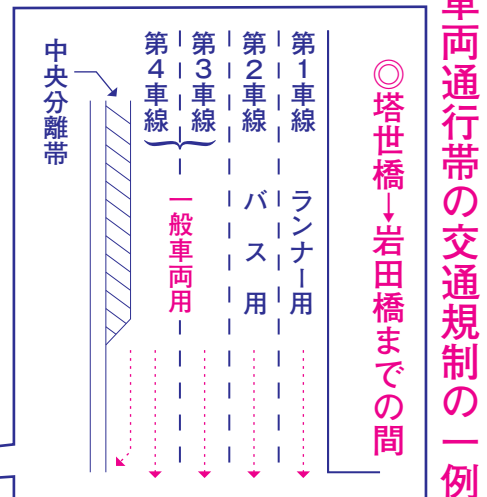 車両通行帯の交通規制の一例
◎塔世橋→岩田橋までの間
第1車線
ランナー用
第2車線
バス用
第3車線
第4車線
一般車両用
中央分離帯